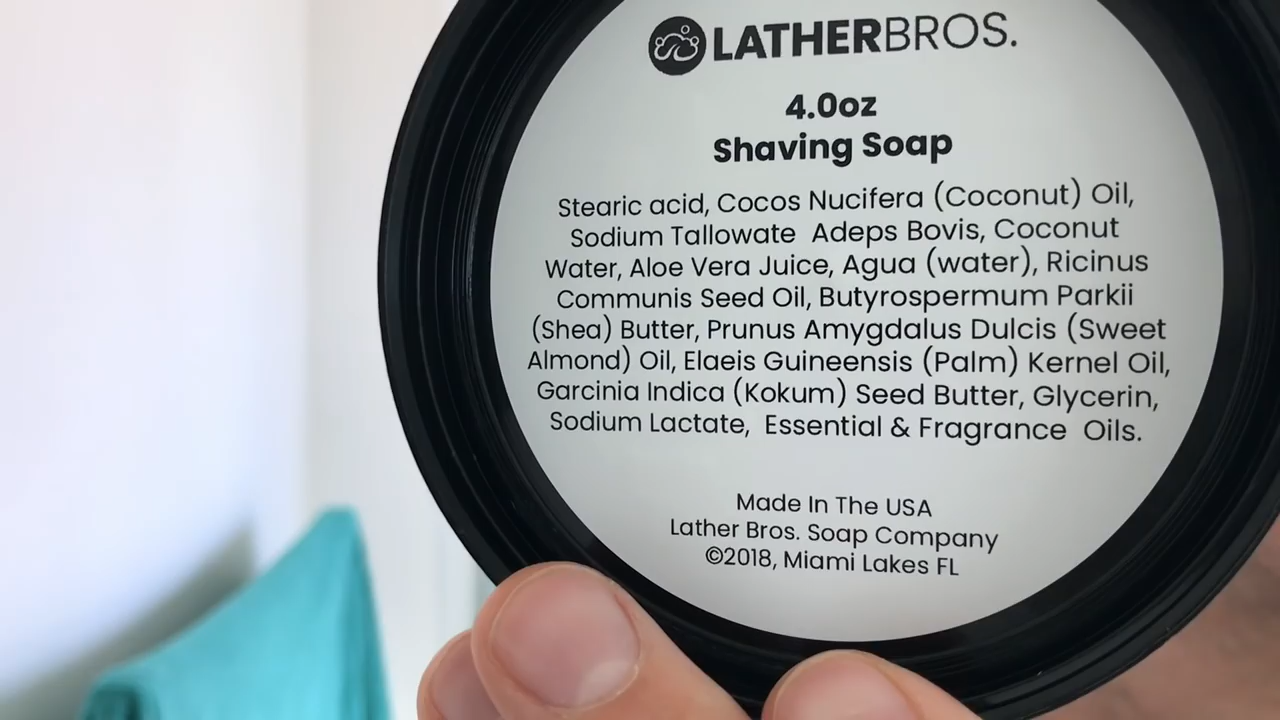 LATHERBROS.
4.0oz
Shaving Soap
Stearic acid, Cocos Nucifera (Coconut) Oil,
Sodium Tallowate Adeps Bovis, Coconut
Water, Aloe Vera Juice, Agua (water), Ricinus
Communis Seed Oil, Butyrospermum Parkii
(Shea) Butter, Prunus Amygdalus Dulcis (Sweet
Almond) Oil, Elaeis Guineensis (Palm) Kernel Oil,
Garcinia Indica (Kokum) Seed Butter, Glycerin,
Sodium Lactate, Essential & Fragrance Oils.
Made In The USA
Lather Bros. Soap Company
©2018, Miami Lakes FL